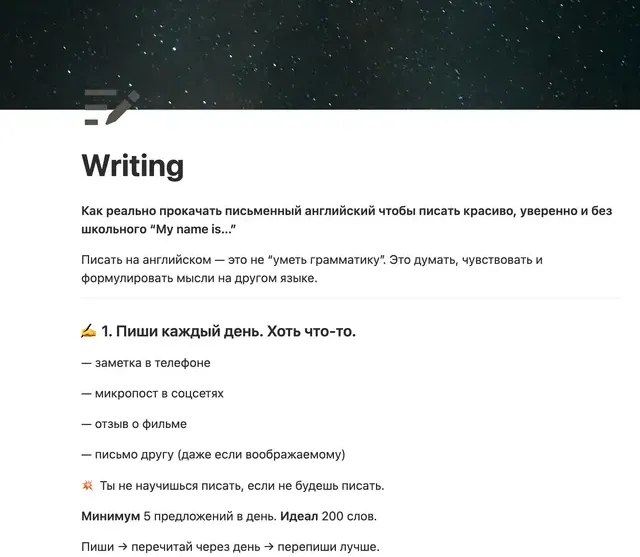 Writing
Как реально прокачать письменный английский чтобы писать красиво, уверенно и без
школьного “My name is...”
Писать на английском — это не “уметь грамматику”. Это думать, чувствовать и
формулировать мысли на другом языке.
✍️ 1. Пиши каждый день. Хоть что-то.
— заметка в телефоне
— микропост в соцсетях
— отзыв о фильме
— письмо другу (даже если воображаемому)
💥 Ты не научишься писать, если не будешь писать.
Минимум 5 предложений в день. Идеал 200 слов.
Пиши → перечитай через день → перепиши лучше.